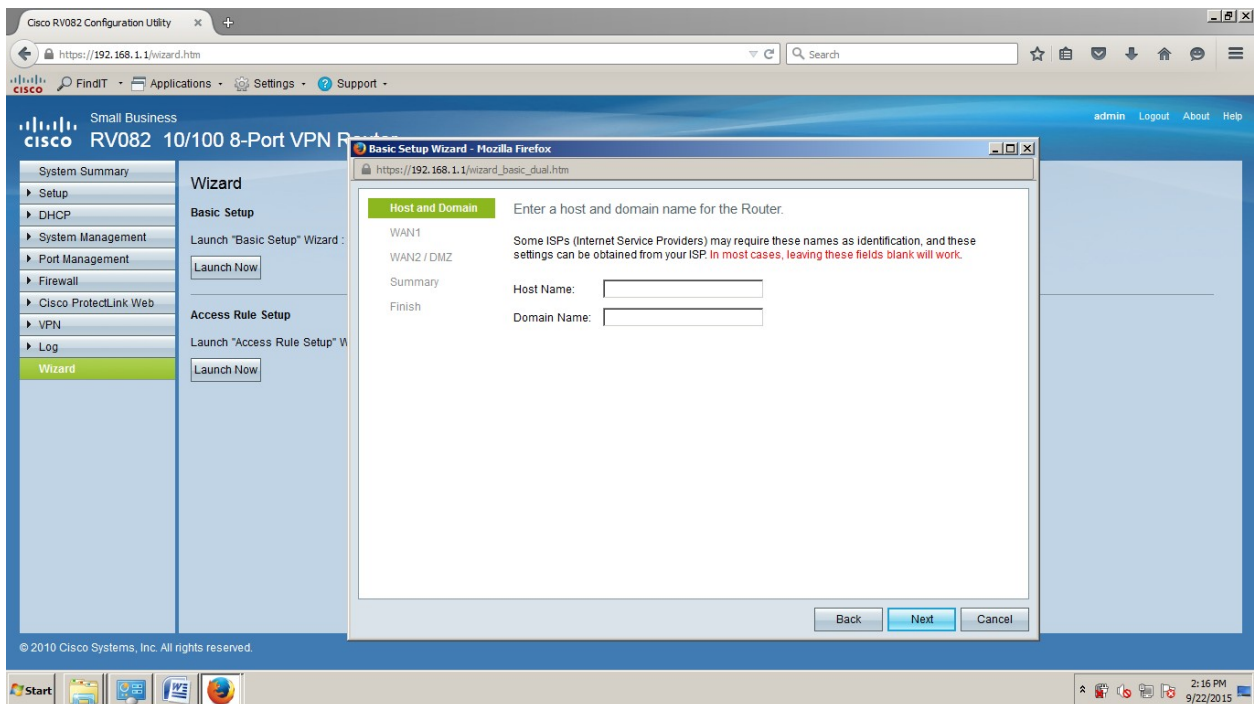 Cisco RV082 Configuration Utility
https://192.168.1.1/wizard.htm
Search
CISCO FindIT Applications Settings Support
Small Business
CISCO RV082 10/100 8-Port VPN
admin Logout About Help
System Summary
Setup
DHCP
System Management
Port Management
Firewall
Cisco ProtectLink Web
VPN
Log
Wizard
Wizard
Basic Setup
Launch "Basic Setup" Wizard :
Launch Now
Access Rule Setup
Launch "Access Rule Setup" W
Launch Now
Basic Setup Wizard - Mozilla Firefox
https://192.168.1.1/wizard_basic_dual.htm
Host and Domain
WAN1
WAN2 / DMZ
Summary
Finish
Enter a host and domain name for the Router.
Some ISPs (Internet Service Providers) may require these names as identification, and these
settings can be obtained from your ISP. In most cases, leaving these fields blank will work.
Host Name:
Domain Name:
Back Next Cancel
© 2010 Cisco Systems, Inc. All rights reserved.
Start
2:16 PM
9/22/2015